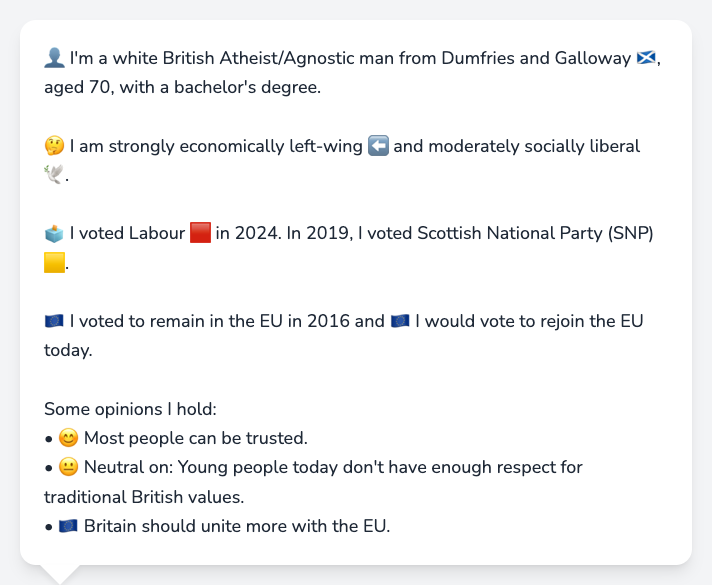 👤 I'm a white British Atheist/Agnostic man from Dumfries and Galloway 🏴󠁧󠁢󠁳󠁣󠁴󠁿,
aged 70, with a bachelor's degree.
🤔 I am strongly economically left-wing ⬅️ and moderately socially liberal
🕊️.
🗳️ I voted Labour 🟥 in 2024. In 2019, I voted Scottish National Party (SNP)
🟨.
🇪🇺 I voted to remain in the EU in 2016 and 🇪🇺 I would vote to rejoin the EU
today.
Some opinions I hold:
• 😊 Most people can be trusted.
• 😐 Neutral on: Young people today don't have enough respect for
traditional British values.
• 🇪🇺 Britain should unite more with the EU.